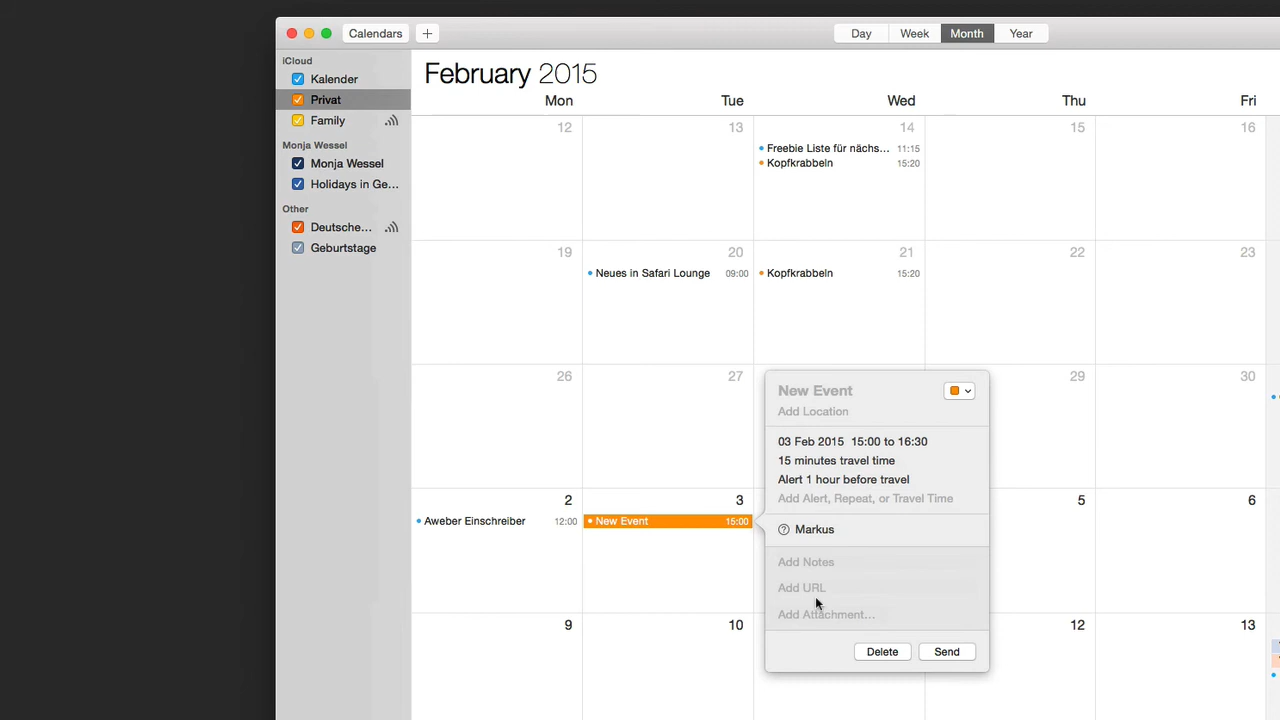 Calendars +
Day Week Month Year
iCloud
Kalender
Privat
Family
Monja Wessel
Monja Wessel
Holidays in Ge...
Other
Deutsche...
Geburtstage
February 2015
Mon Tue Wed Thu Fri
12 13 14 15 16
Freebie Liste für nächs... 11:15
Kopfkrabbeln 15:20
19 20 21 22 23
Neues in Safari Lounge 09:00 Kopfkrabbeln 15:20
26 27 29 30
New Event
Add Location
03 Feb 2015 15:00 to 16:30
15 minutes travel time
Alert 1 hour before travel
Add Alert, Repeat, or Travel Time
Markus
Add Notes
Add URL
Add Attachment...
Delete Send
2 3 5 6
Aweber Einschreiber 12:00 New Event 15:00
9 10 12 13